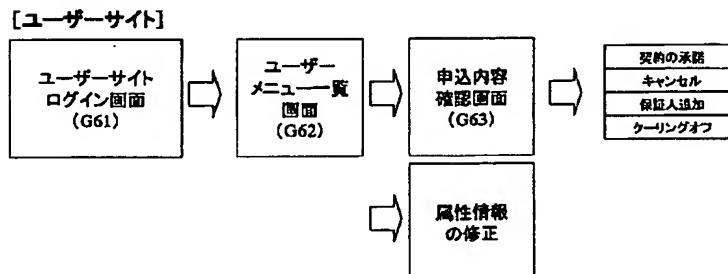 [ユーザーサイト]
ユーザーサイト
ログイン画面
(G61)
ユーザー
メニュー一覧
画面
(G62)
申込内容
確認画面
(G63)
契約の承諾
キャンセル
保証人追加
クーリングオフ
属性情報
の修正